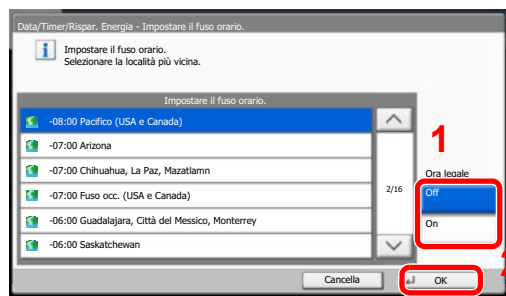 Data/Timer/Rispar. Energia - Impostare il fuso orario.
Impostare il fuso orario.
Selezionare la località più vicina.
Impostare il fuso orario.
-08:00 Pacifico (USA e Canada)
-07:00 Arizona
-07:00 Chihuahua, La Paz, Mazatlamn
-07:00 Fuso occ. (USA e Canada)
-06:00 Guadalajara, Città del Messico, Monterrey
-06:00 Saskatchewan
2/16
1
Ora legale
Off
On
2
Cancella
OK